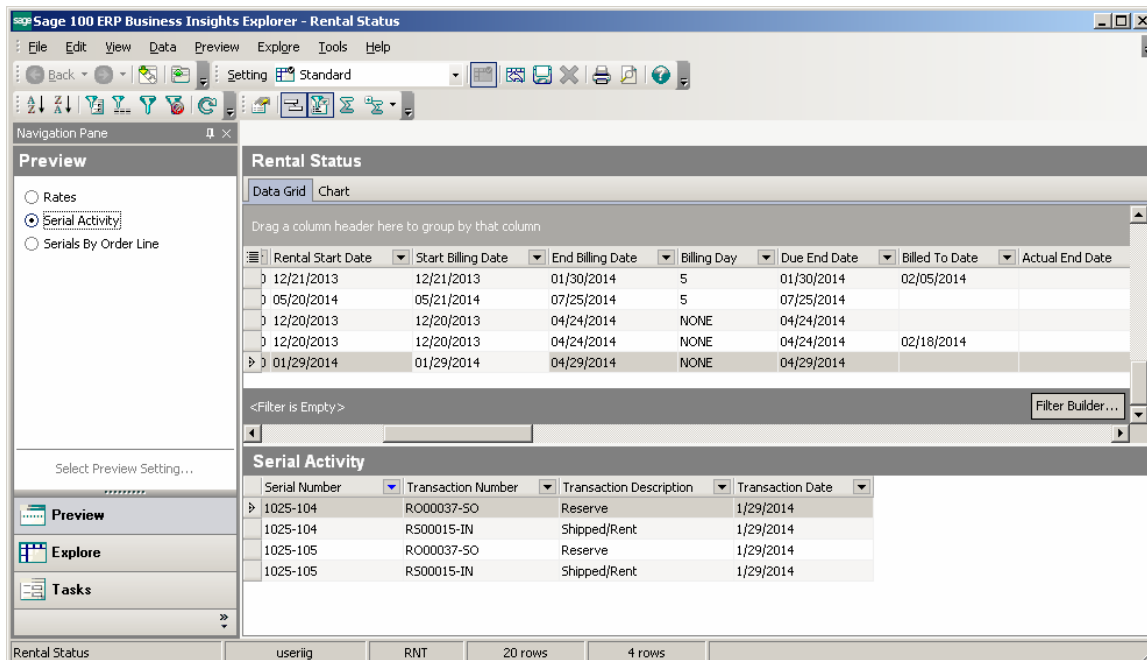 sage Sage 100 ERP Business Insights Explorer - Rental Status
File Edit View Data Preview Explore Tools Help
Back Setting Standard
Navigation Pane
Preview
Rates
Serial Activity
Serials By Order Line
Select Preview Setting...
Preview
Explore
Tasks
Rental Status
Data Grid Chart
Drag a column header here to group by that column
Rental Start Date Start Billing Date End Billing Date Billing Day Due End Date Billed To Date Actual End Date
12/21/2013 12/21/2013 01/30/2014 5 01/30/2014 02/05/2014
05/20/2014 05/21/2014 07/25/2014 5 07/25/2014
12/20/2013 12/20/2013 04/24/2014 NONE 04/24/2014
12/20/2013 12/20/2013 04/24/2014 NONE 04/24/2014 02/18/2014
01/29/2014 01/29/2014 04/29/2014 NONE 04/29/2014
<Filter is Empty> Filter Builder...
Serial Activity
Serial Number Transaction Number Transaction Description Transaction Date
1025-104 RO00037-SO Reserve 1/29/2014
1025-104 RS00015-IN Shipped/Rent 1/29/2014
1025-105 RO00037-SO Reserve 1/29/2014
1025-105 RS00015-IN Shipped/Rent 1/29/2014
Rental Status useriig RNT 20 rows 4 rows